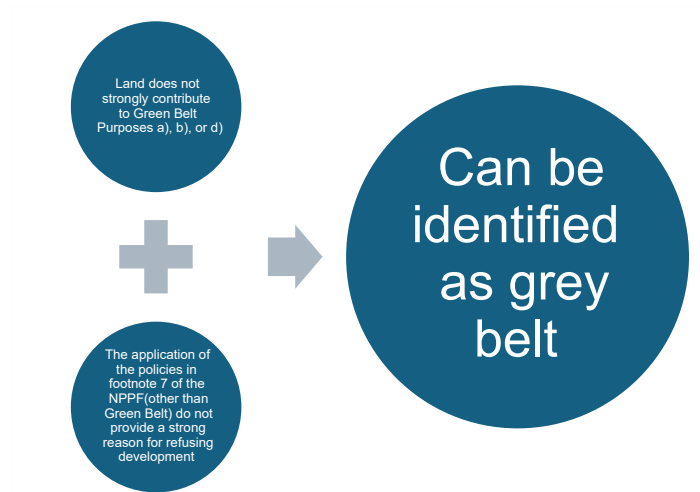 Land does not
strongly contribute
to Green Belt
Purposes a), b), or d)
The application of
the policies in
footnote 7 of the
NPPF(other than
Green Belt) do not
provide a strong
reason for refusing
development
Can be
identified
as grey
belt